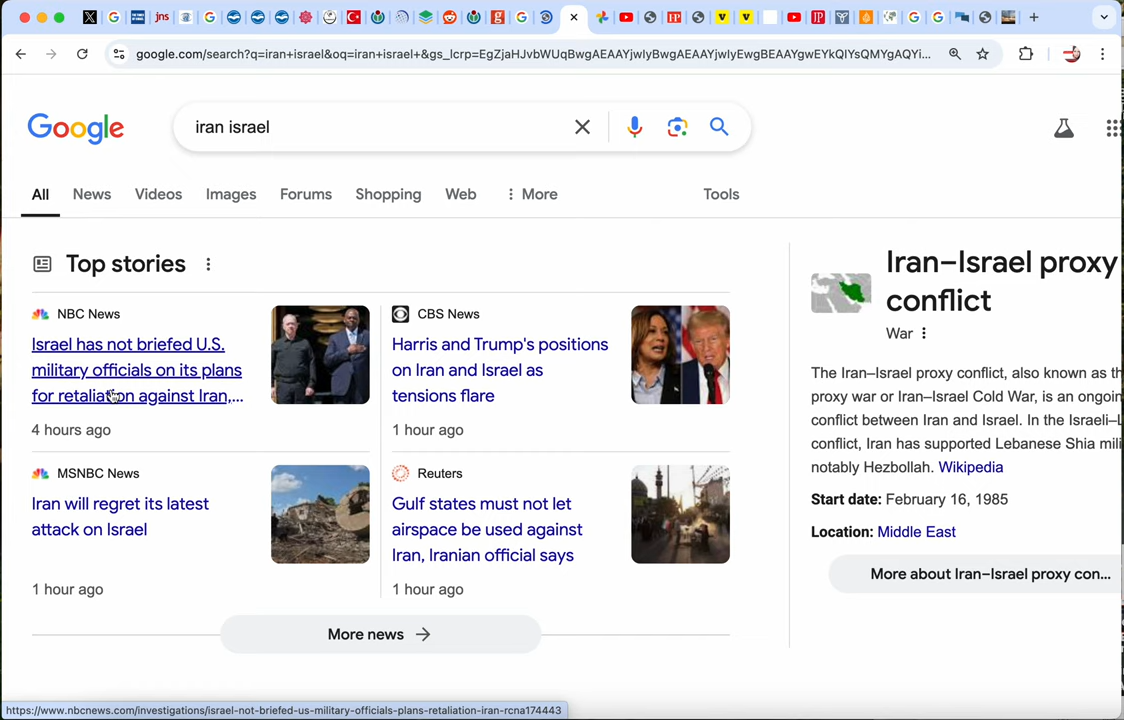 google.com/search?q=iran+israel&oq=iran+israel+&gs_lcrp=EgZjaHJvbWUqBwgAEAAYjwIyBwgAEAAYjwIyEwgBEAAYgwEYkQIYsQMYgAQYi...
Google
iran israel
All News Videos Images Forums Shopping Web More Tools
Top stories
NBC News
Israel has not briefed U.S.
military officials on its plans
for retaliation against Iran,...
4 hours ago
CBS News
Harris and Trump's positions
on Iran and Israel as
tensions flare
1 hour ago
MSNBC News
Iran will regret its latest
attack on Israel
1 hour ago
Reuters
Gulf states must not let
airspace be used against
Iran, Iranian official says
1 hour ago
More news
Iran–Israel proxy
conflict
War
The Iran–Israel proxy conflict, also known as th
proxy war or Iran–Israel Cold War, is an ongoin
conflict between Iran and Israel. In the Israeli–L
conflict, Iran has supported Lebanese Shia mili
notably Hezbollah. Wikipedia
Start date: February 16, 1985
Location: Middle East
More about Iran–Israel proxy con...
https://www.nbcnews.com/investigations/israel-not-briefed-us-military-officials-plans-retaliation-iran-rcna174443